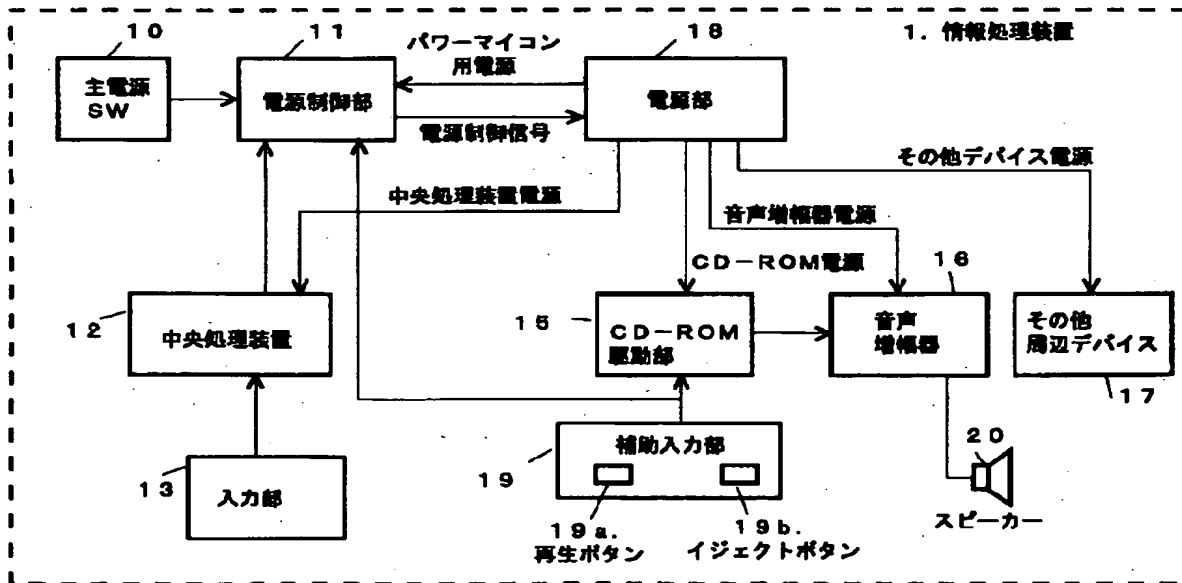 1. 情報処理装置
10
主電源
SW
11
電源制御部
パワーマイコン
用電源
電源制御信号
18
電源部
中央処理装置電源
その他デバイス電源
音声増幅器電源
CD-ROM電源
12
中央処理装置
15
CD-ROM
駆動部
16
音声
増幅器
その他
周辺デバイス
17
13
入力部
19
補助入力部
19a.
再生ボタン
19b.
イジェクトボタン
20
スピーカー